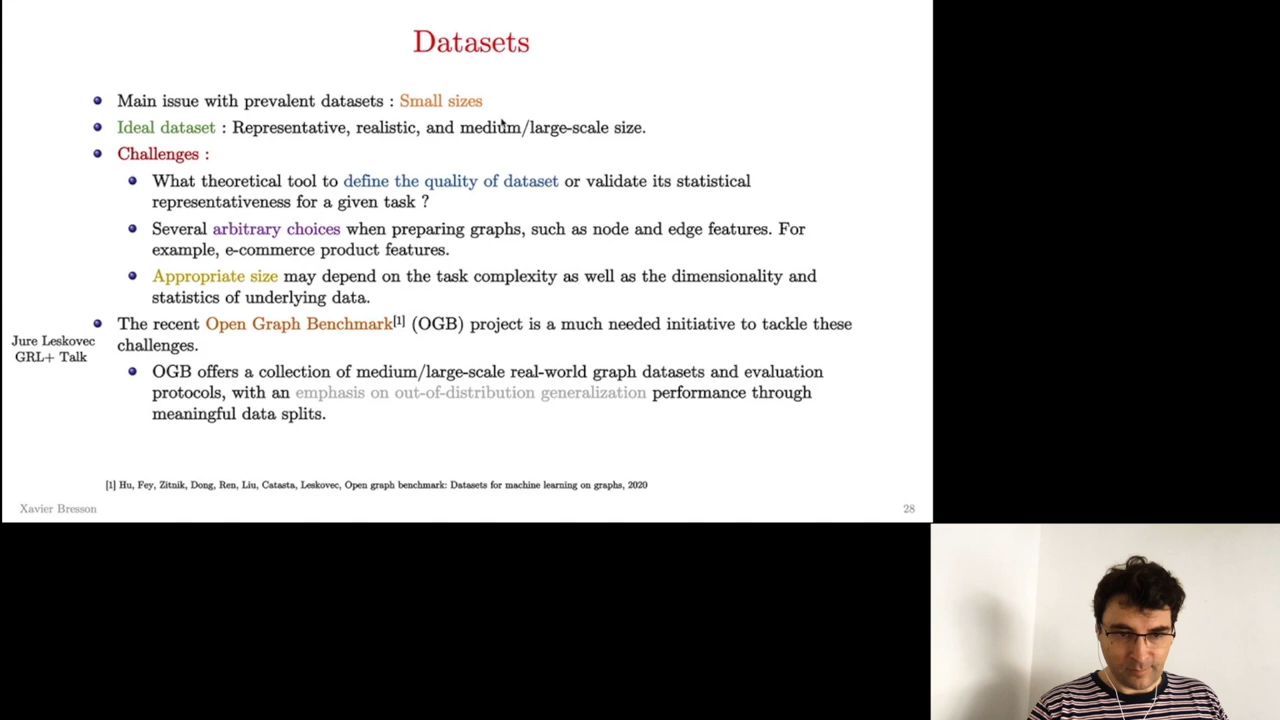 Datasets
Main issue with prevalent datasets : Small sizes
Ideal dataset : Representative, realistic, and medium/large-scale size.
Challenges :
What theoretical tool to define the quality of dataset or validate its statistical
representativeness for a given task ?
Several arbitrary choices when preparing graphs, such as node and edge features. For
example, e-commerce product features.
Appropriate size may depend on the task complexity as well as the dimensionality and
statistics of underlying data.
The recent Open Graph Benchmark[1] (OGB) project is a much needed initiative to tackle these
challenges.
Jure Leskovec
GRL+ Talk
OGB offers a collection of medium/large-scale real-world graph datasets and evaluation
protocols, with an emphasis on out-of-distribution generalization performance through
meaningful data splits.
[1] Hu, Fey, Zitnik, Dong, Ren, Liu, Catasta, Leskovec, Open graph benchmark: Datasets for machine learning on graphs, 2020
Xavier Bresson
28